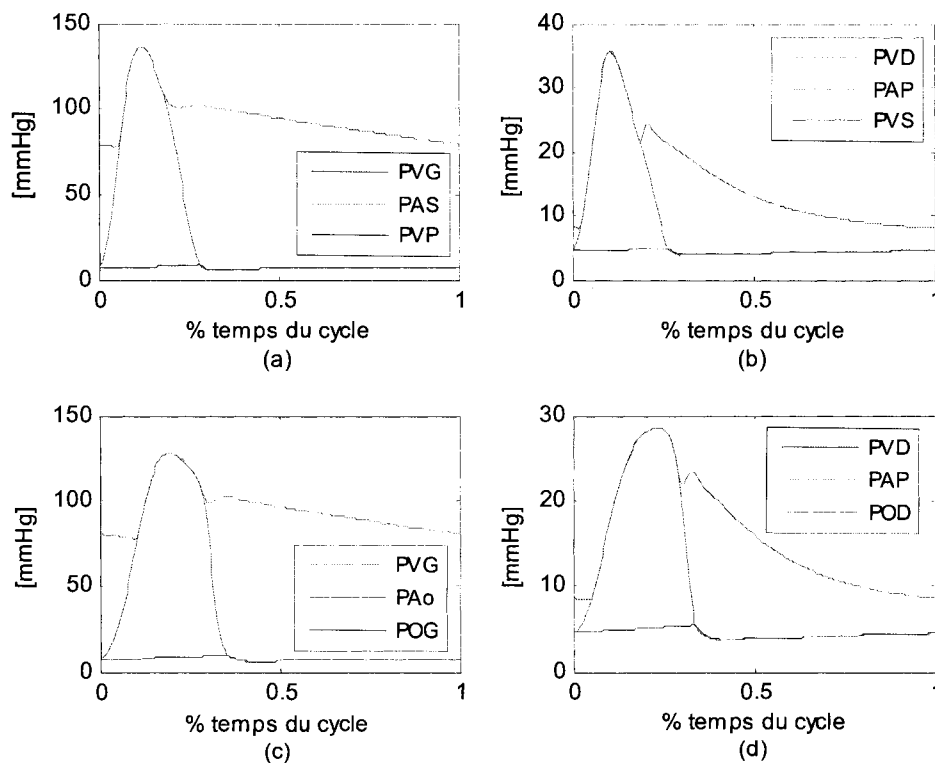 150
100
50
0
[mmHg]
PVG
PAS
PVP
0
0.5
1
% temps du cycle
(a)
40
30
20
10
0
[mmHg]
PVD
PAP
PVS
0
0.5
1
% temps du cycle
(b)
150
100
50
0
[mmHg]
PVG
PAo
POG
0
0.5
1
% temps du cycle
(c)
30
20
10
0
[mmHg]
PVD
PAP
POD
0
0.5
1
% temps du cycle
(d)